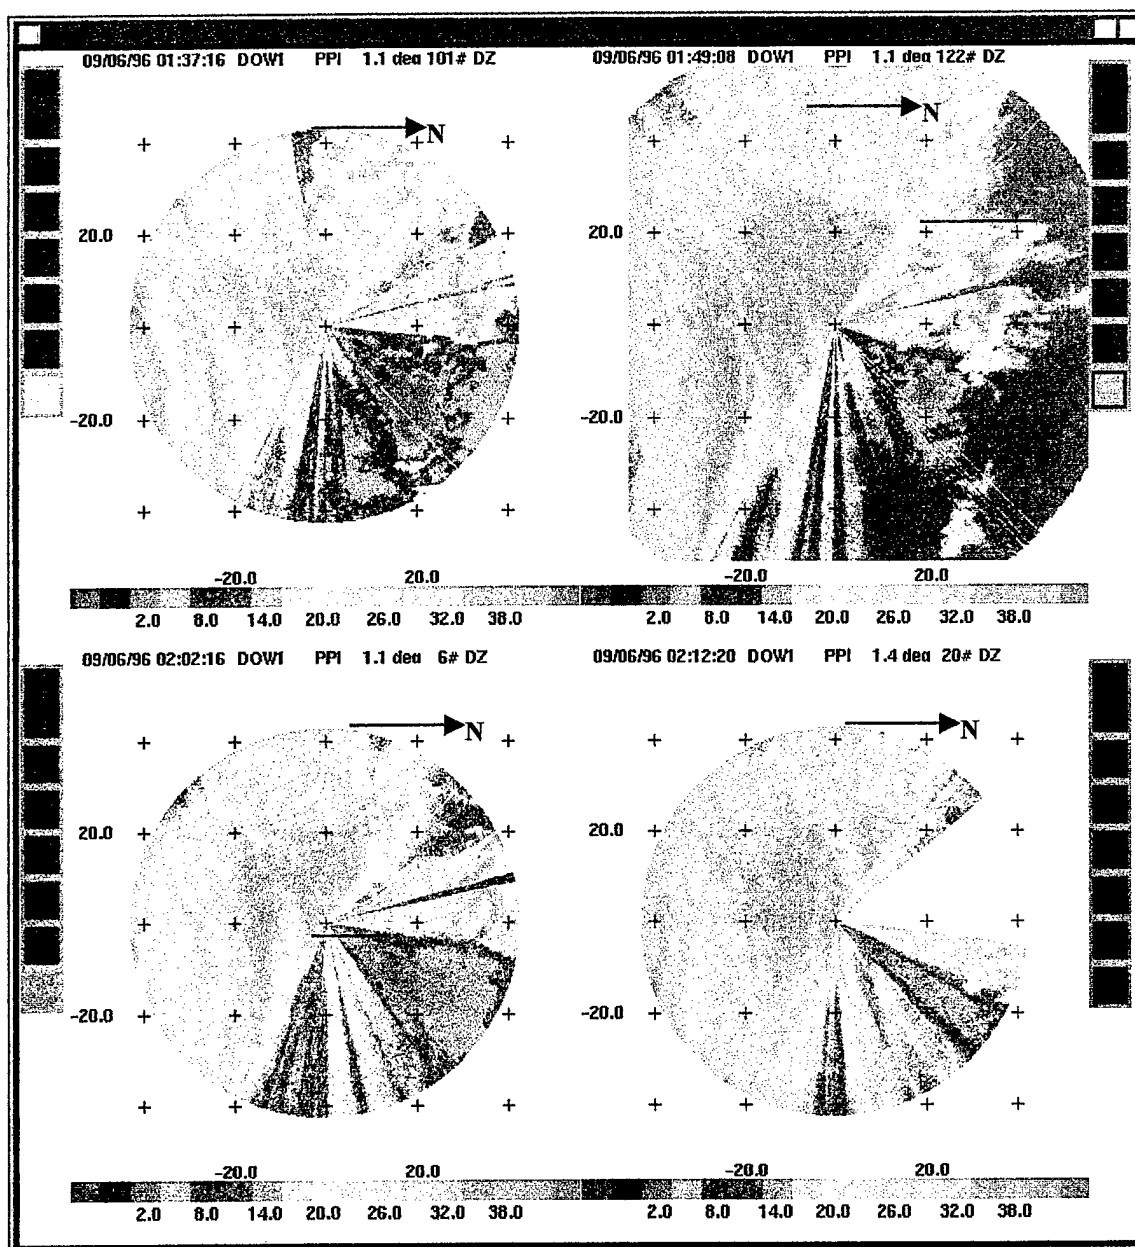 09/06/96 01:37:16 DOW1 PPI 1.1 deg 101# DZ
N
20.0
-20.0
-20.0 20.0
2.0 8.0 14.0 20.0 26.0 32.0 38.0
09/06/96 01:49:08 DOW1 PPI 1.1 deg 122# DZ
N
20.0
-20.0
-20.0 20.0
2.0 8.0 14.0 20.0 26.0 32.0 38.0
09/06/96 02:02:16 DOW1 PPI 1.1 deg 6# DZ
N
20.0
-20.0
-20.0 20.0
2.0 8.0 14.0 20.0 26.0 32.0 38.0
09/06/96 02:12:20 DOW1 PPI 1.4 deg 20# DZ
N
20.0
-20.0
-20.0 20.0
2.0 8.0 14.0 20.0 26.0 32.0 38.0